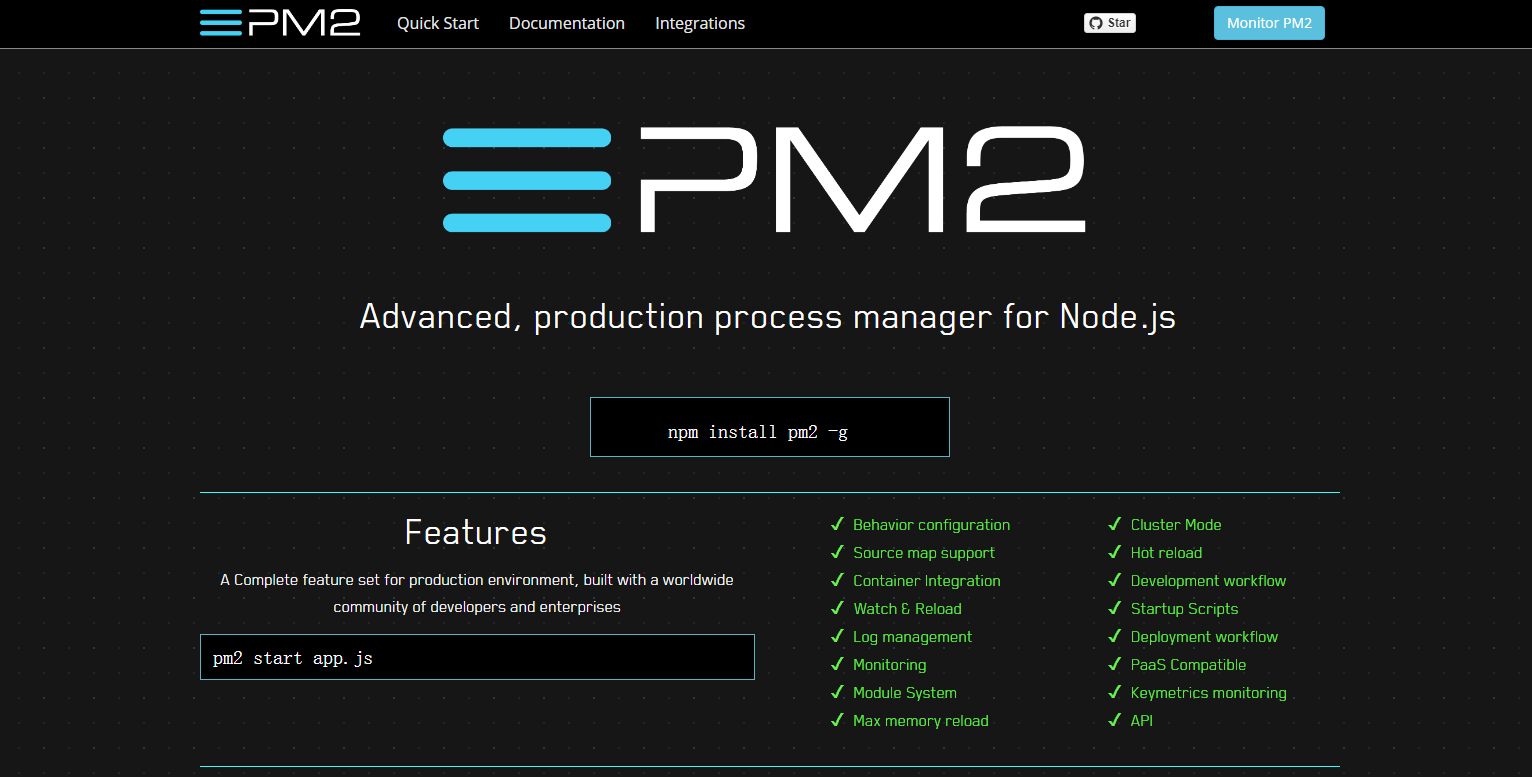 PM2
Quick Start
Documentation
Integrations
Star
Monitor PM2
PM2
Advanced, production process manager for Node.js
npm install pm2 -g
Features
A Complete feature set for production environment, built with a worldwide
community of developers and enterprises
pm2 start app.js
Behavior configuration
Source map support
Container Integration
Watch & Reload
Log management
Monitoring
Module System
Max memory reload
Cluster Mode
Hot reload
Development workflow
Startup Scripts
Deployment workflow
PaaS Compatible
Keymetrics monitoring
API